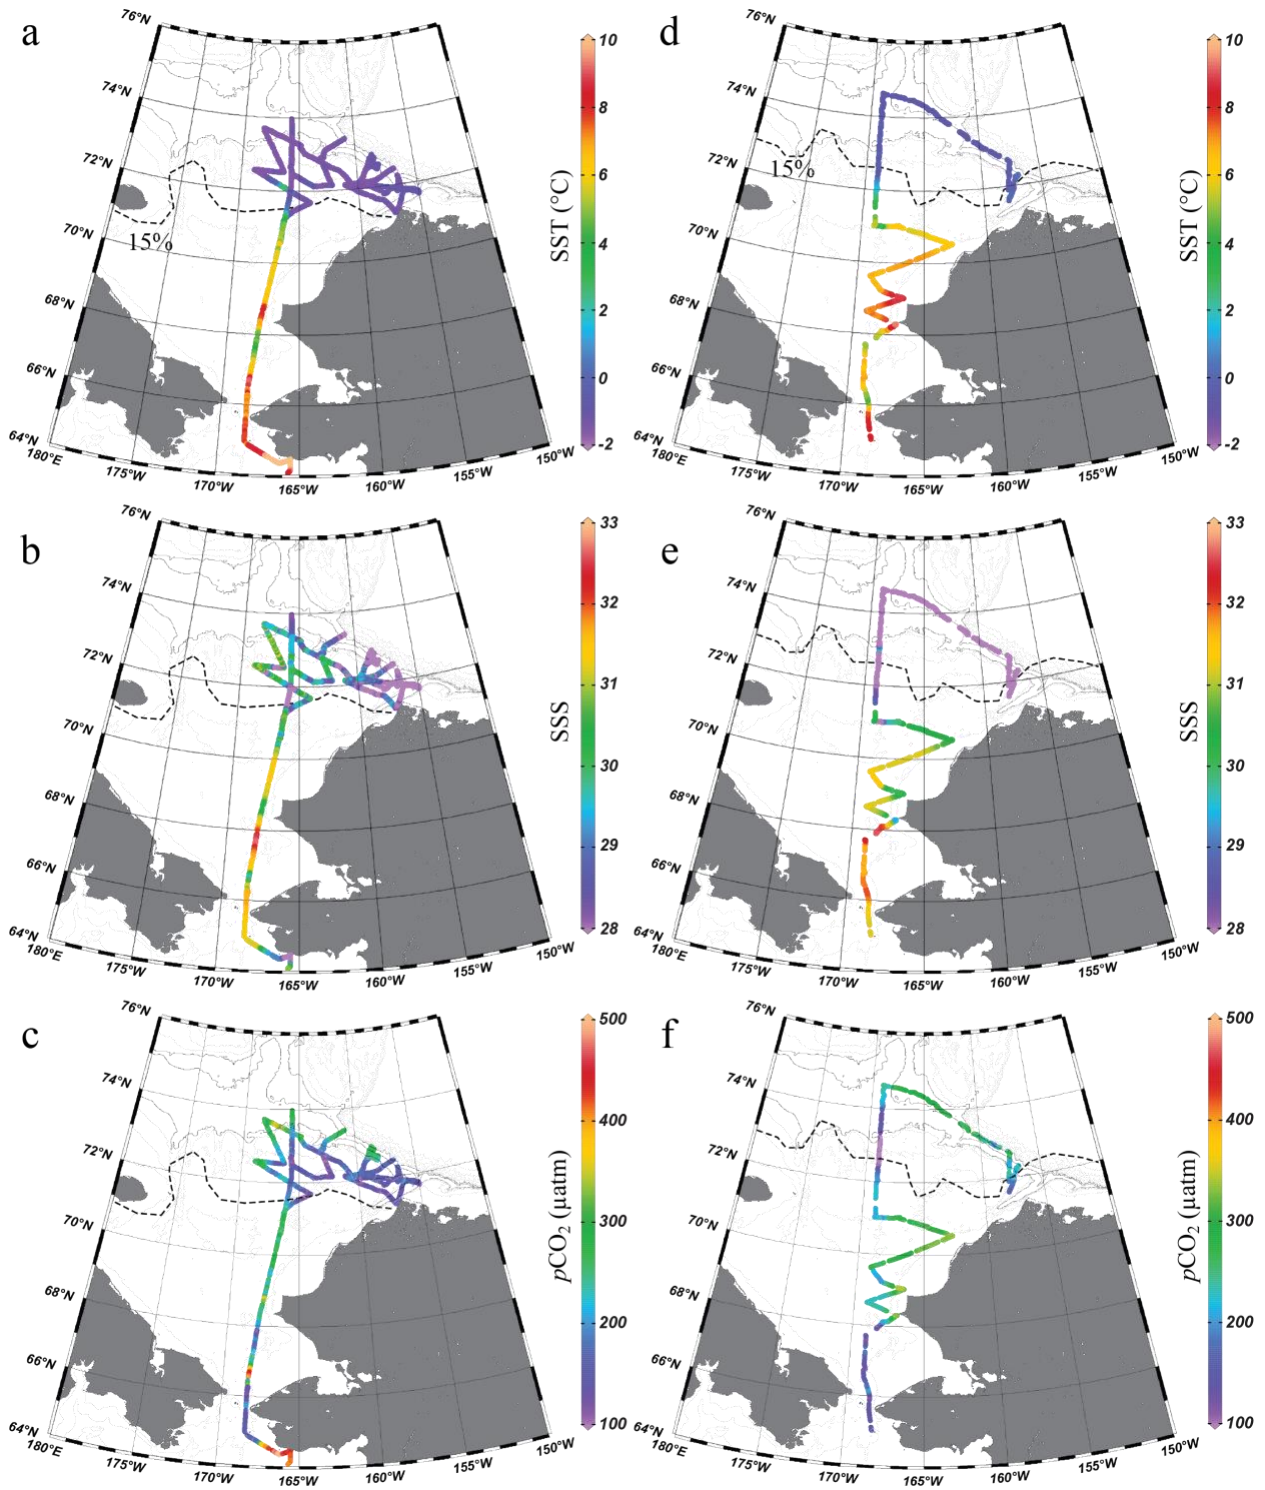 a
76°N
74°N
72°N
70°N
68°N
66°N
64°N
180°E
175°W
170°W
165°W
160°W
155°W
150°W
15%
10
8
6
4
2
0
-2
SST (°C)
d
76°N
74°N
72°N
70°N
68°N
66°N
64°N
180°E
175°W
170°W
165°W
160°W
155°W
150°W
15%
10
8
6
4
2
0
-2
SST (°C)
b
76°N
74°N
72°N
70°N
68°N
66°N
64°N
180°E
175°W
170°W
165°W
160°W
155°W
150°W
33
32
31
30
29
28
SSS
e
76°N
74°N
72°N
70°N
68°N
66°N
64°N
180°E
175°W
170°W
165°W
160°W
155°W
150°W
33
32
31
30
29
28
SSS
c
76°N
74°N
72°N
70°N
68°N
66°N
64°N
180°E
175°W
170°W
165°W
160°W
155°W
150°W
500
400
300
200
100
pCO₂ (µatm)
f
76°N
74°N
72°N
70°N
68°N
66°N
64°N
180°E
175°W
170°W
165°W
160°W
155°W
150°W
500
400
300
200
100
pCO₂ (µatm)